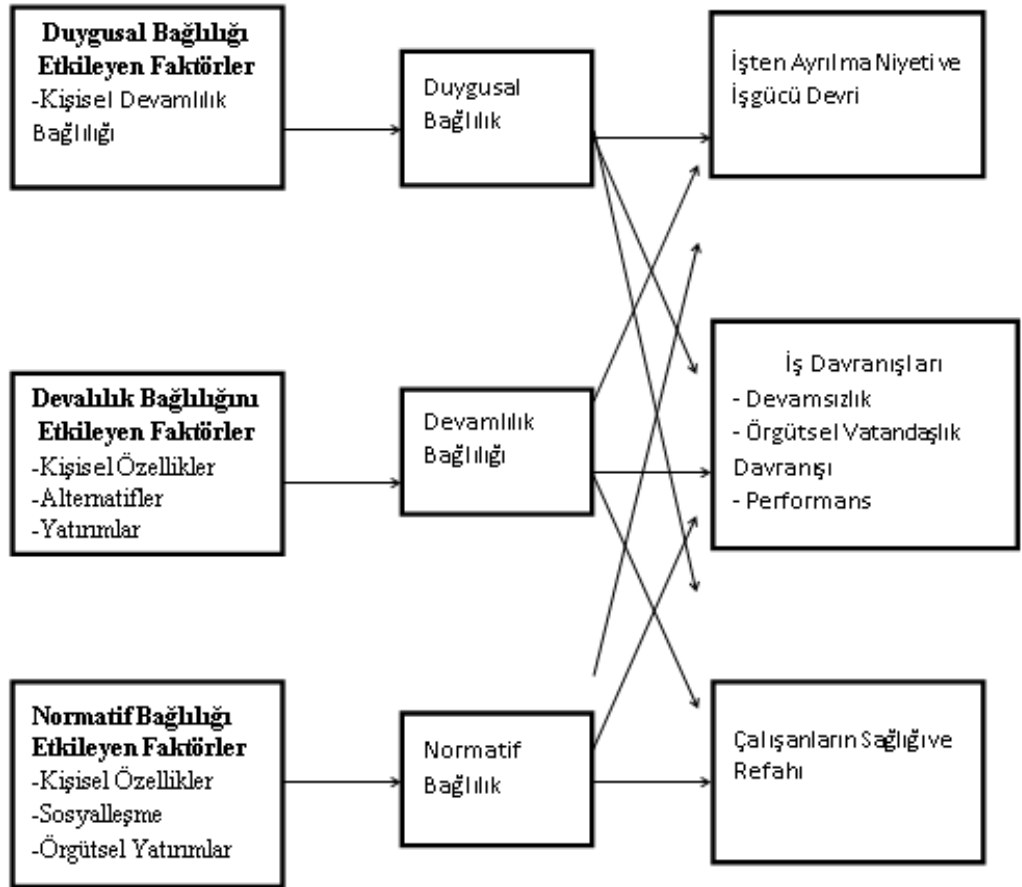 Duygusal Bağlılığı
Etkileyen Faktörler
-Kişisel Devamlılık
Bağlılığı
Duygusal
Bağlılık
İşten Ayrılma Niyeti ve
İşgücü Devri
Devalılık Bağlılığını
Etkileyen Faktörler
-Kişisel Özellikler
-Alternatifler
-Yatırımlar
Devamlılık
Bağlılığı
İş Davranışları
- Devamsızlık
- Örgütsel Vatandaşlık
Davranışı
- Performans
Normatif Bağlılığı
Etkileyen Faktörler
-Kişisel Özellikler
-Sosyalleşme
-Örgütsel Yatırımlar
Normatif
Bağlılık
Çalışanların Sağlığı ve
Refahı